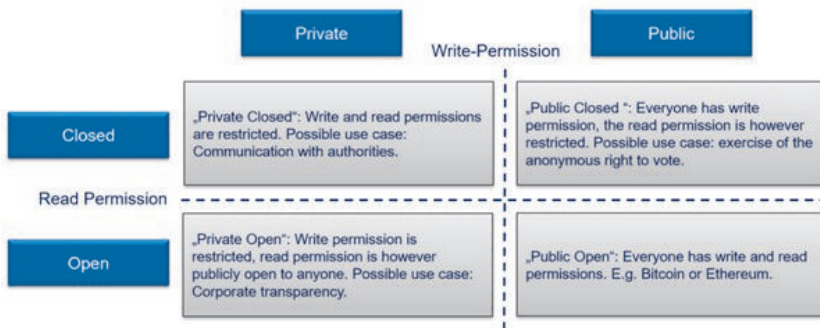 Private
Write-Permission
Public
Closed
„Private Closed“: Write and read permissions
are restricted. Possible use case:
Communication with authorities.
„Public Closed “: Everyone has write
permission, the read permission is however
restricted. Possible use case: exercise of the
anonymous right to vote.
Read Permission
Open
„Private Open“: Write permission is
restricted, read permission is however
publicly open to anyone. Possible use case:
Corporate transparency.
„Public Open“: Everyone has write and read
permissions. E.g. Bitcoin or Ethereum.